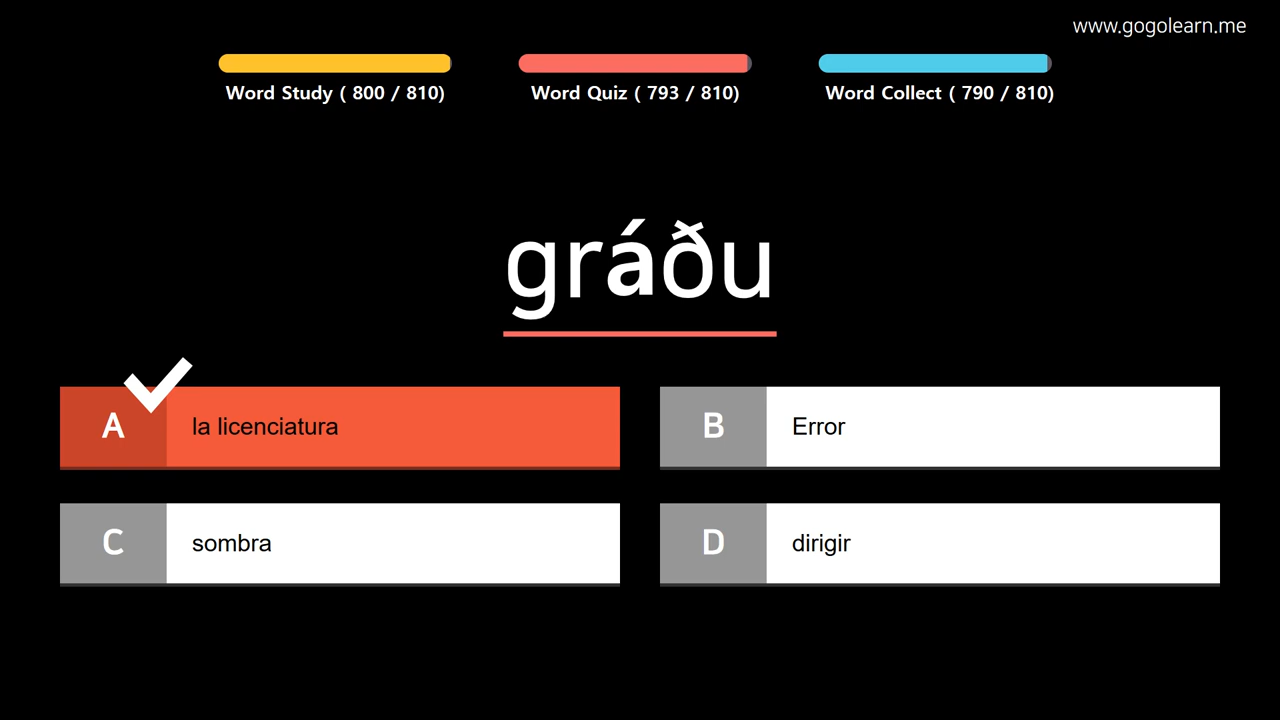 www.gogolearn.me
Word Study ( 800 / 810)
Word Quiz ( 793 / 810)
Word Collect ( 790 / 810)
gráðu
A la licenciatura
B Error
C sombra
D dirigir